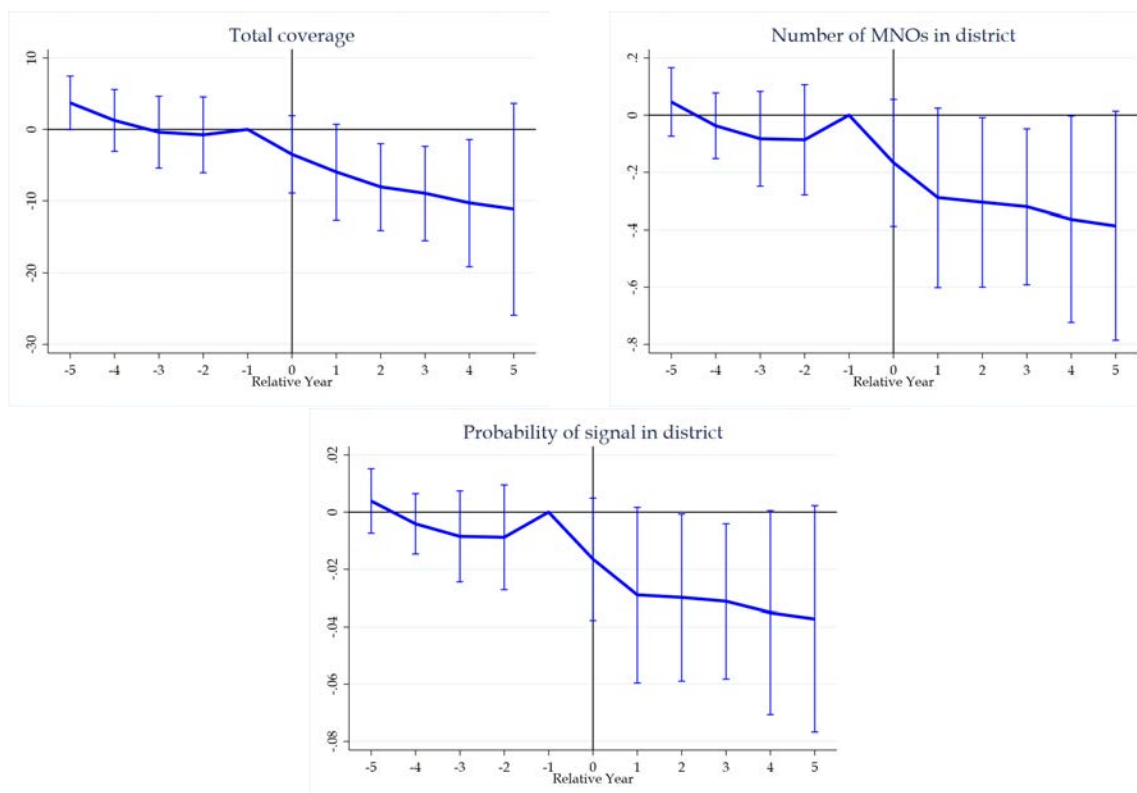 Total coverage
10
0
-10
-20
-30
-5 -4 -3 -2 -1 0 1 2 3 4 5
Relative Year
Number of MNOs in district
.2
0
-.2
-.4
-.6
-.8
-5 -4 -3 -2 -1 0 1 2 3 4 5
Relative Year
Probability of signal in district
.02
0
-.02
-.04
-.06
-.08
-5 -4 -3 -2 -1 0 1 2 3 4 5
Relative Year